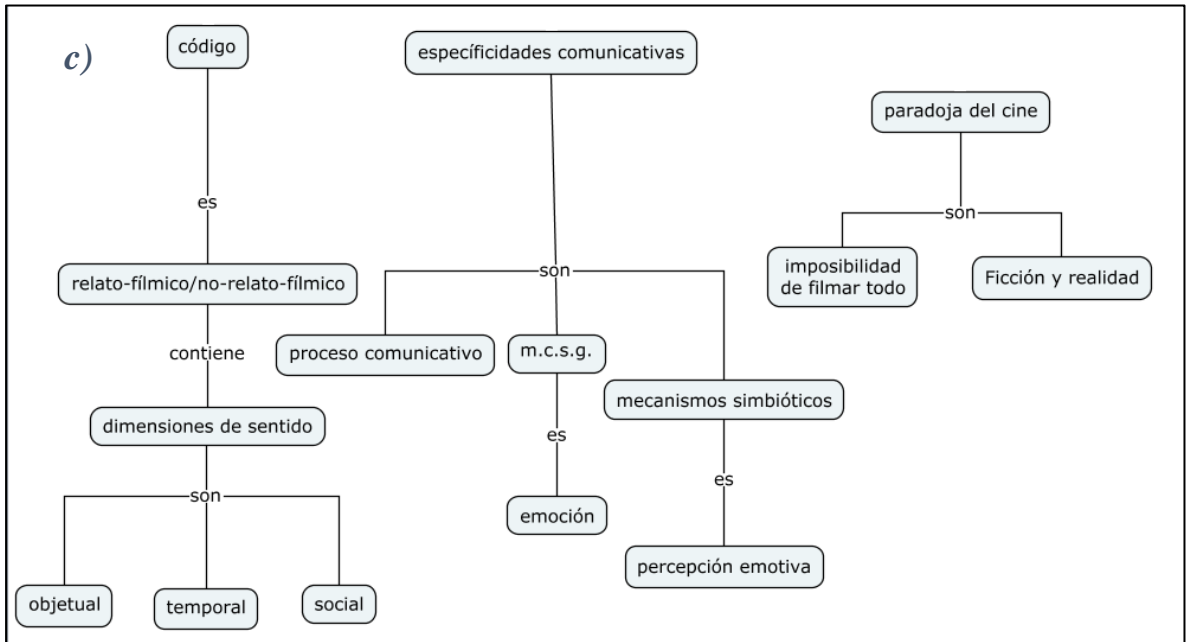 c)
código
es
relato-fílmico/no-relato-fílmico
contiene
dimensiones de sentido
son
objetual
temporal
social
específicidades comunicativas
son
proceso comunicativo
m.c.s.g.
es
emoción
mecanismos simbióticos
es
percepción emotiva
paradoja del cine
son
imposibilidad
de filmar todo
Ficción y realidad